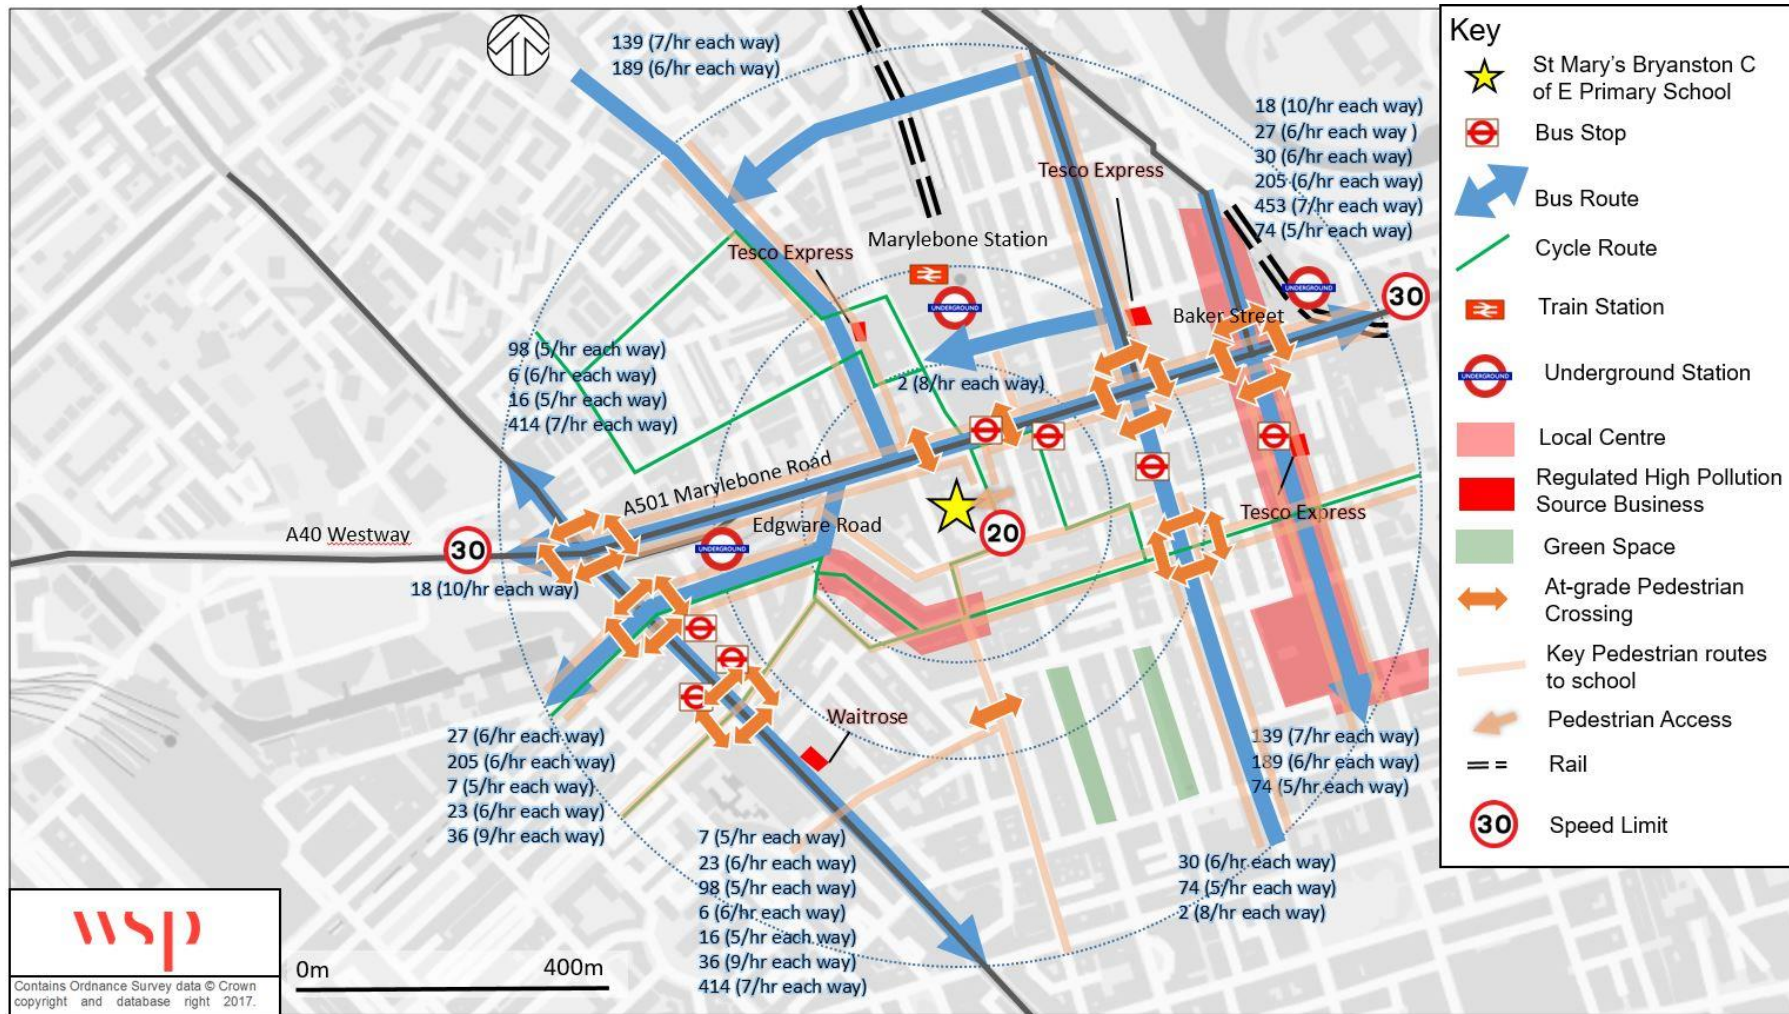 139 (7/hr each way)
189 (6/hr each way)
18 (10/hr each way)
27 (6/hr each way )
30 (6/hr each way)
205 (6/hr each way)
453 (7/hr each way)
74 (5/hr each way)
Tesco Express
Marylebone Station
Tesco Express
UNDERGROUND
UNDERGROUND
30
Baker Street
98 (5/hr each way)
6 (6/hr each way)
16 (5/hr each way)
414 (7/hr each way)
2 (8/hr each way)
A501 Marylebone Road
Edgware Road
UNDERGROUND
A40 Westway
30
20
Tesco Express
18 (10/hr each way)
Waitrose
27 (6/hr each way)
205 (6/hr each way)
7 (5/hr each way)
23 (6/hr each way)
36 (9/hr each way)
139 (7/hr each way)
189 (6/hr each way)
74 (5/hr each way)
7 (5/hr each way)
23 (6/hr each way)
98 (5/hr each way)
6 (6/hr each way)
16 (5/hr each way)
36 (9/hr each way)
414 (7/hr each way)
30 (6/hr each way)
74 (5/hr each way)
2 (8/hr each way)
wsp
Contains Ordnance Survey data © Crown
copyright and database right 2017.
0m 400m
Key
St Mary's Bryanston C
of E Primary School
Bus Stop
Bus Route
Cycle Route
Train Station
UNDERGROUND
Underground Station
Local Centre
Regulated High Pollution
Source Business
Green Space
At-grade Pedestrian
Crossing
Key Pedestrian routes
to school
Pedestrian Access
Rail
30
Speed Limit